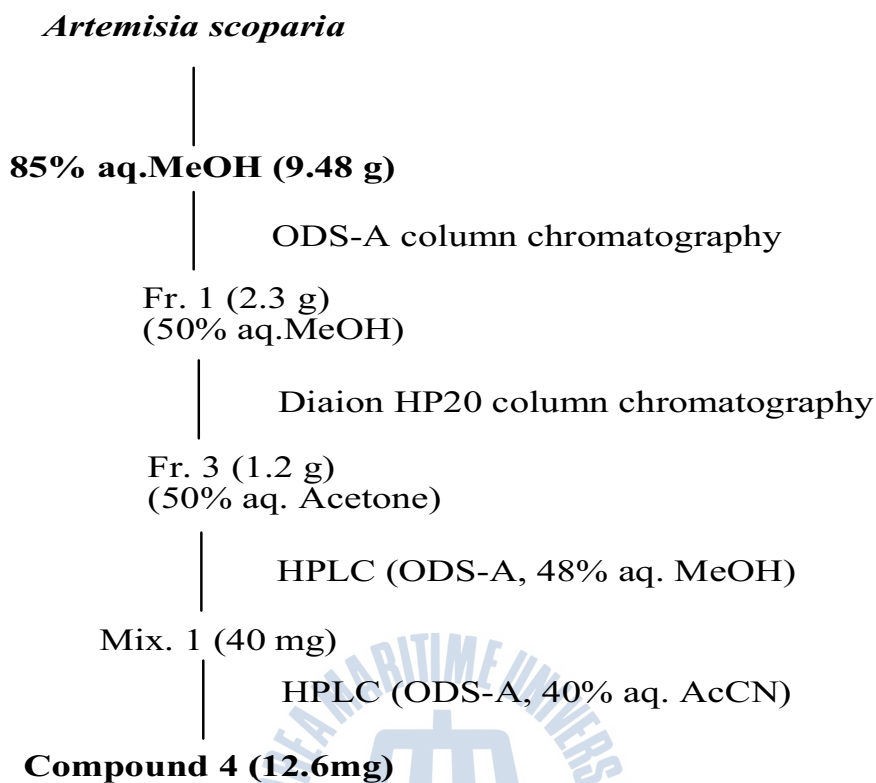 Artemisia scoparia
85% aq.MeOH (9.48 g)
ODS-A column chromatography
Fr. 1 (2.3 g)
(50% aq.MeOH)
Diaion HP20 column chromatography
Fr. 3 (1.2 g)
(50% aq. Acetone)
HPLC (ODS-A, 48% aq. MeOH)
Mix. 1 (40 mg)
HPLC (ODS-A, 40% aq. AcCN)
Compound 4 (12.6mg)